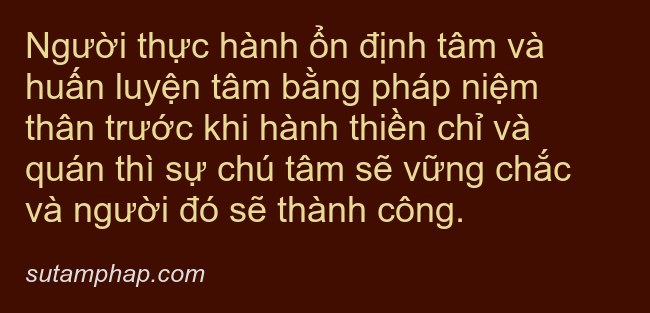 Người thực hành ổn định tâm và
huấn luyện tâm bằng pháp niệm
thân trước khi hành thiền chỉ và
quán thì sự chú tâm sẽ vững chắc
và người đó sẽ thành công.
sutamphap.com